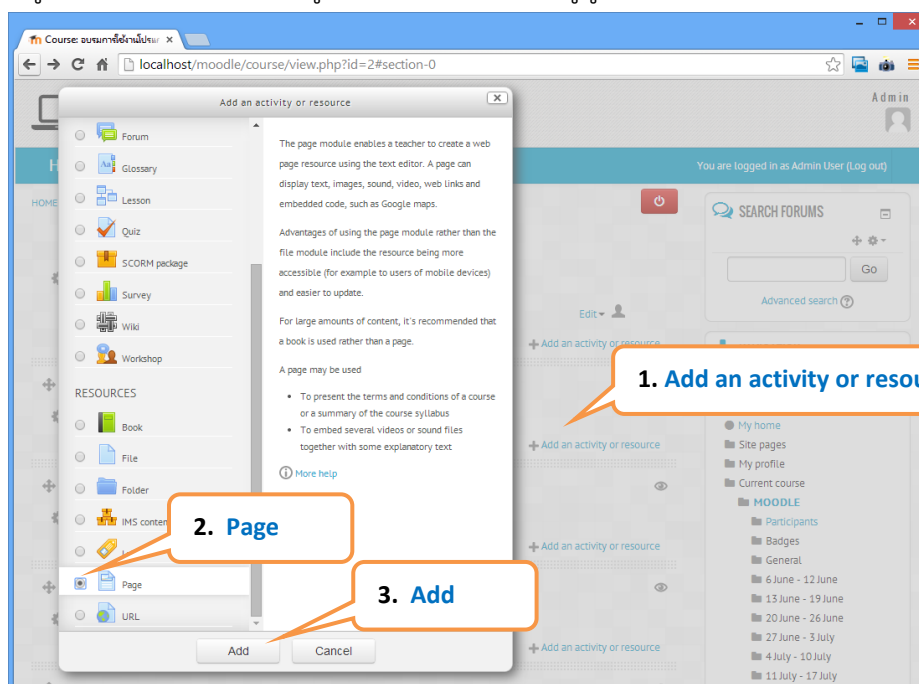 Course: อบรมการใช้งานโปรแ
localhost/moodle/course/view.php?id=2#section-0
Admin
You are logged in as Admin User (Log out)
HOME
Add an activity or resource
Forum
Glossary
Lesson
Quiz
SCORM package
Survey
Wiki
Workshop
RESOURCES
Book
File
Folder
IMS conten
Page
URL
The page module enables a teacher to create a web
page resource using the text editor. A page can
display text, images, sound, video, web links and
embedded code, such as Google maps.
Advantages of using the page module rather than the
file module include the resource being more
accessible (for example to users of mobile devices)
and easier to update.
For large amounts of content, it's recommended that
a book is used rather than a page.
A page may be used
• To present the terms and conditions of a course
or a summary of the course syllabus
• To embed several videos or sound files
together with some explanatory text
More help
Add
Cancel
Edit
Add an activity or resource
Add an activity or resource
Add an activity or resource
Add an activity or resource
1. Add an activity or resou
2. Page
3. Add
SEARCH FORUMS
Go
Advanced search
My home
Site pages
My profile
Current course
MOODLE
Participants
Badges
General
6 June - 12 June
13 June - 19 June
20 June - 26 June
27 June - 3 July
4 July - 10 July
11 July - 17 July